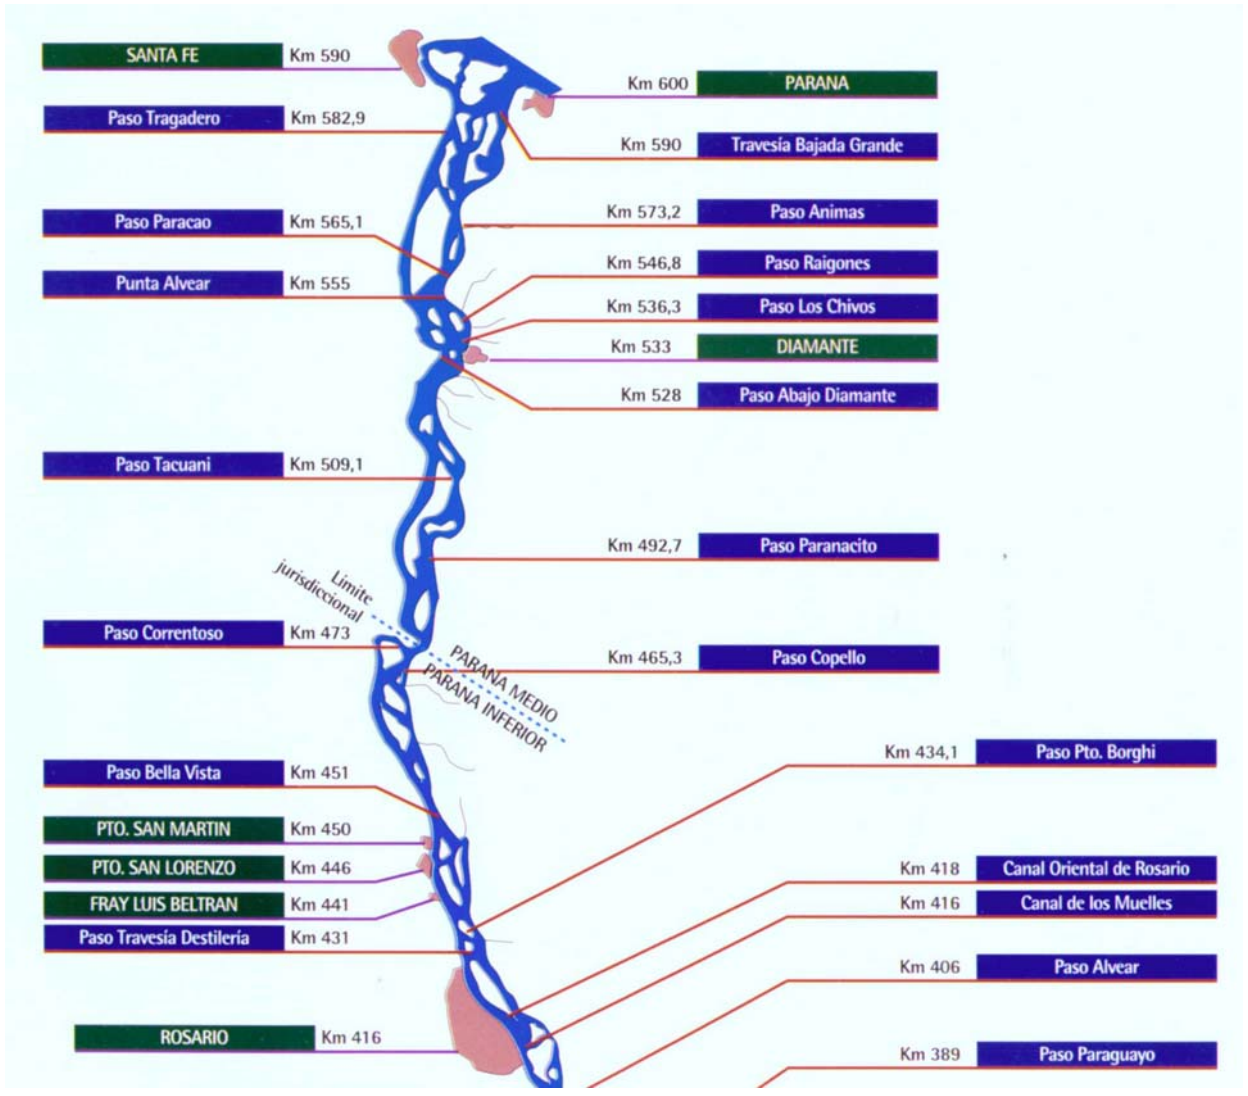 SANTA FE Km 590
Km 600 PARANA
Paso Tragadero Km 582,9
Km 590 Travesía Bajada Grande
Km 573,2 Paso Animas
Paso Paracao Km 565,1
Km 546,8 Paso Raigones
Punta Alvear Km 555
Km 536,3 Paso Los Chivos
Km 533 DIAMANTE
Km 528 Paso Abajo Diamante
Paso Tacuani Km 509,1
Km 492,7 Paso Paranacito
Límite
jurisdiccional
Paso Correntoso Km 473
Km 465,3 Paso Copello
PARANA MEDIO
PARANA INFERIOR
Km 434,1 Paso Pto. Borghi
Paso Bella Vista Km 451
PTO. SAN MARTIN Km 450
PTO. SAN LORENZO Km 446
Km 418 Canal Oriental de Rosario
FRAY LUIS BELTRAN Km 441
Km 416 Canal de los Muelles
Paso Travesía Destilería Km 431
Km 406 Paso Alvear
ROSARIO Km 416
Km 389 Paso Paraguayo